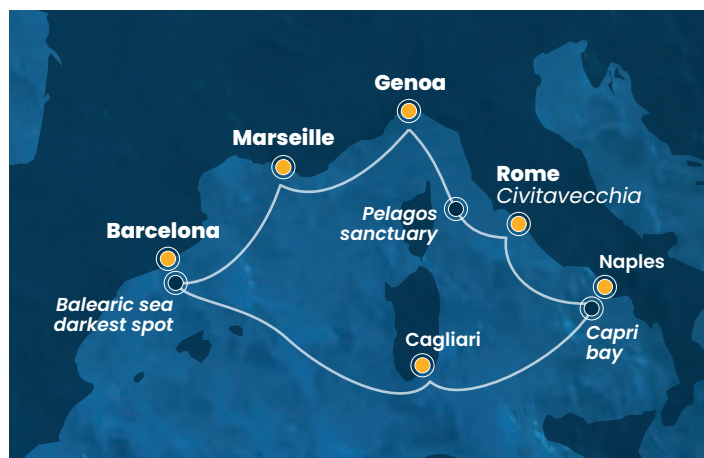 Genoa
Marseille
Rome
Civitavecchia
Pelagos
sanctuary
Barcelona
Naples
Balearic sea
darkest spot
Capri
bay
Cagliari